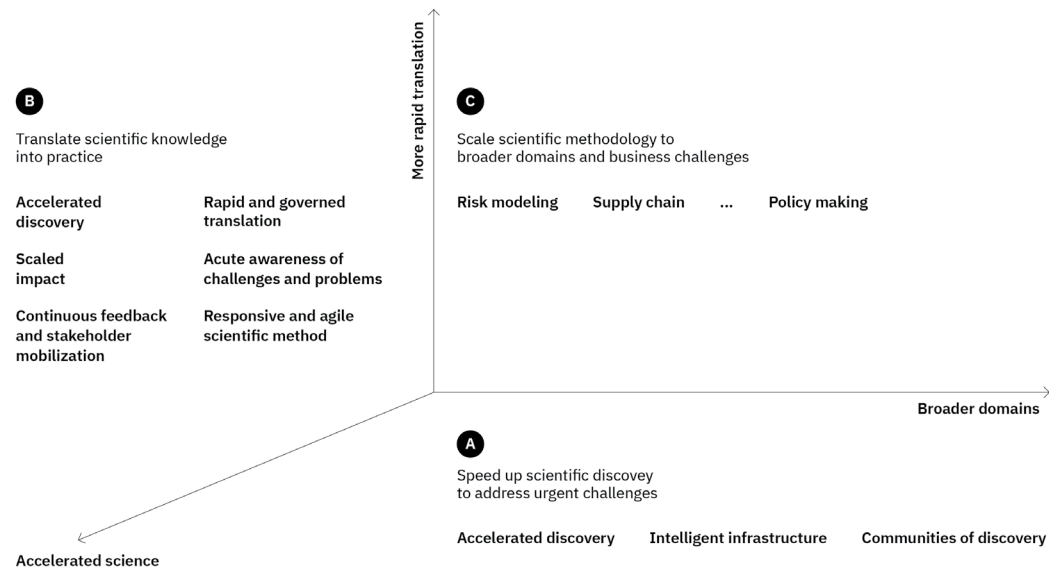 More rapid translation
B
Translate scientific knowledge
into practice
Accelerated
discovery
Rapid and governed
translation
Scaled
impact
Acute awareness of
challenges and problems
Continuous feedback
and stakeholder
mobilization
Responsive and agile
scientific method
C
Scale scientific methodology to
broader domains and business challenges
Risk modeling
Supply chain
...
Policy making
Broader domains
A
Speed up scientific discovey
to address urgent challenges
Accelerated discovery
Intelligent infrastructure
Communities of discovery
Accelerated science